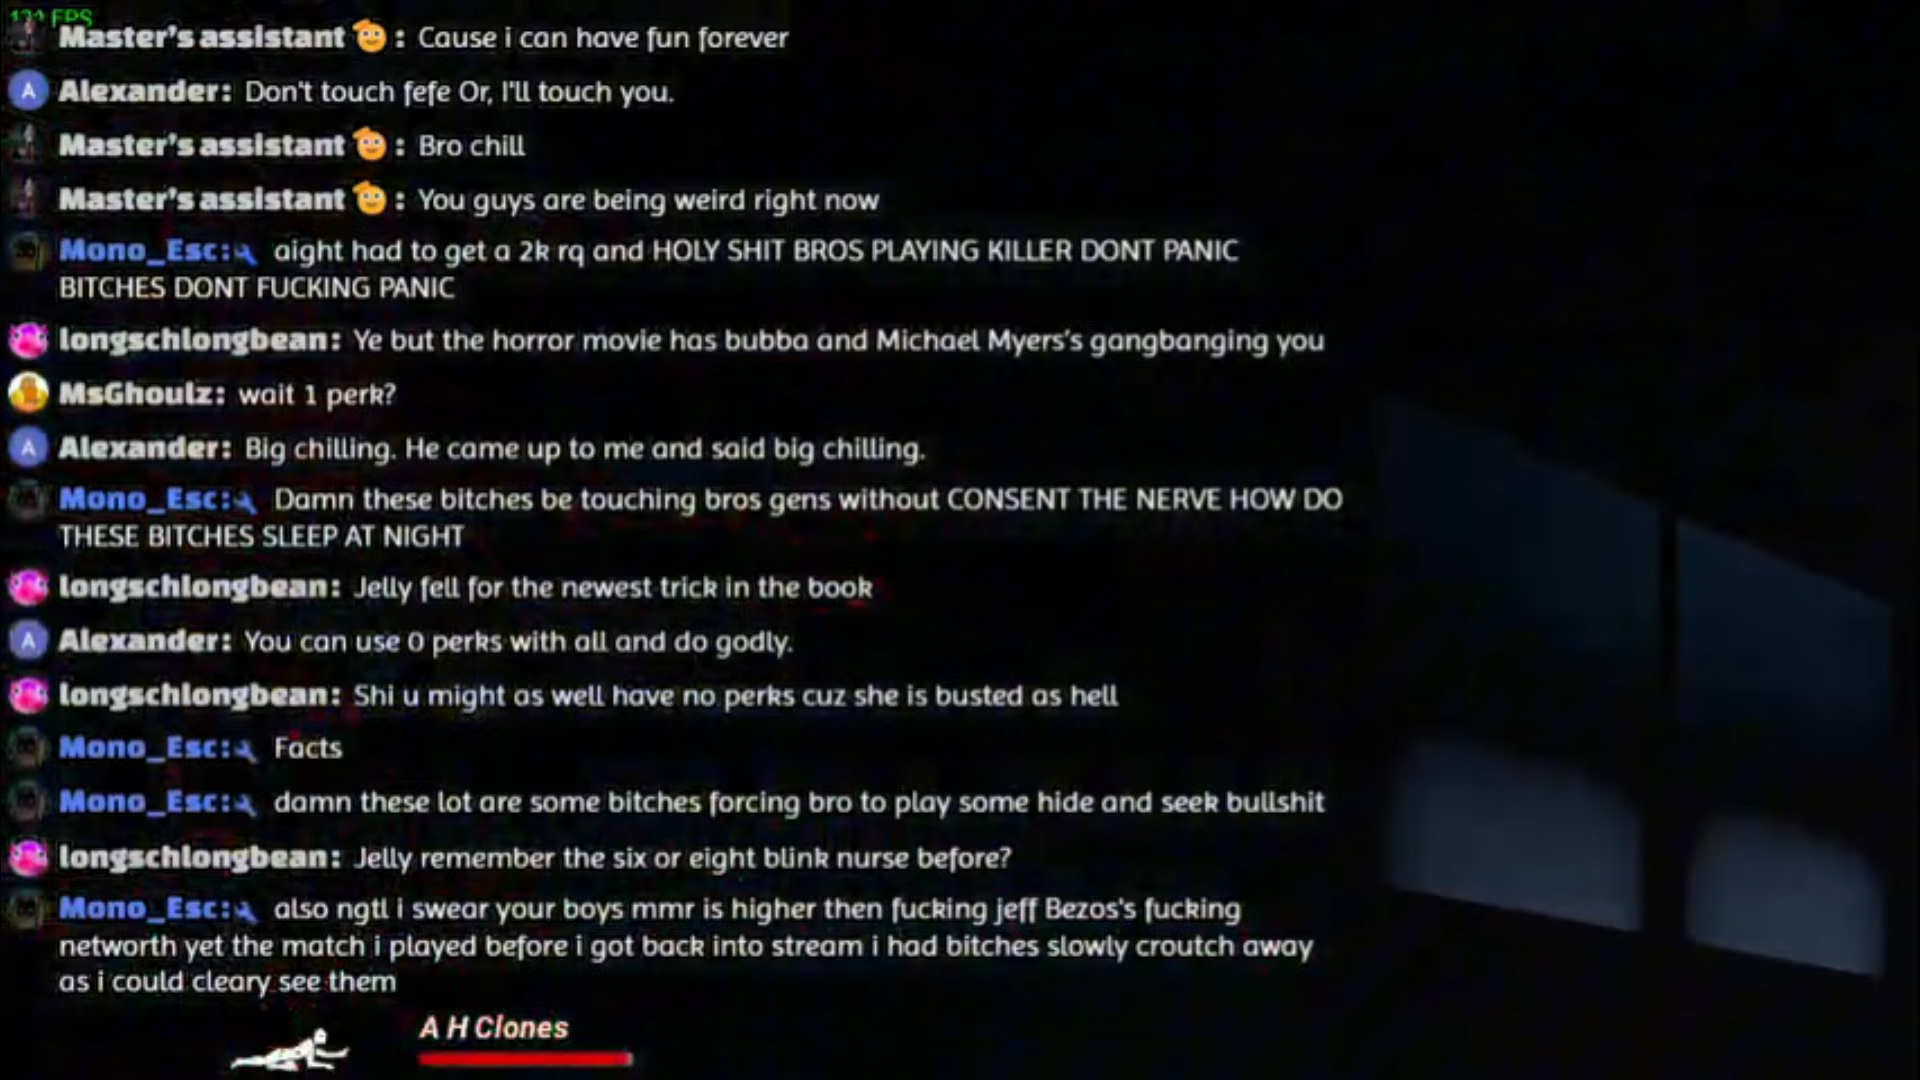 121 FPS
Master's assistant 🫡 : Cause i can have fun forever
A Alexander: Don't touch fefe Or, I'll touch you.
Master's assistant 🫡 : Bro chill
Master's assistant 🫡 : You guys are being weird right now
Mono_Esc:🔧 aight had to get a 2k rq and HOLY SHIT BROS PLAYING KILLER DONT PANIC
BITCHES DONT FUCKING PANIC
longschlongbean: Ye but the horror movie has bubba and Michael Myers's gangbanging you
MsGhoulz: wait 1 perk?
A Alexander: Big chilling. He came up to me and said big chilling.
Mono_Esc:🔧 Damn these bitches be touching bros gens without CONSENT THE NERVE HOW DO
THESE BITCHES SLEEP AT NIGHT
longschlongbean: Jelly fell for the newest trick in the book
A Alexander: You can use 0 perks with all and do godly.
longschlongbean: Shi u might as well have no perks cuz she is busted as hell
Mono_Esc:🔧 Facts
Mono_Esc:🔧 damn these lot are some bitches forcing bro to play some hide and seek bullshit
longschlongbean: Jelly remember the six or eight blink nurse before?
Mono_Esc:🔧 also ngtl i swear your boys mmr is higher then fucking jeff Bezos's fucking
networth yet the match i played before i got back into stream i had bitches slowly croutch away
as i could cleary see them
A H Clones